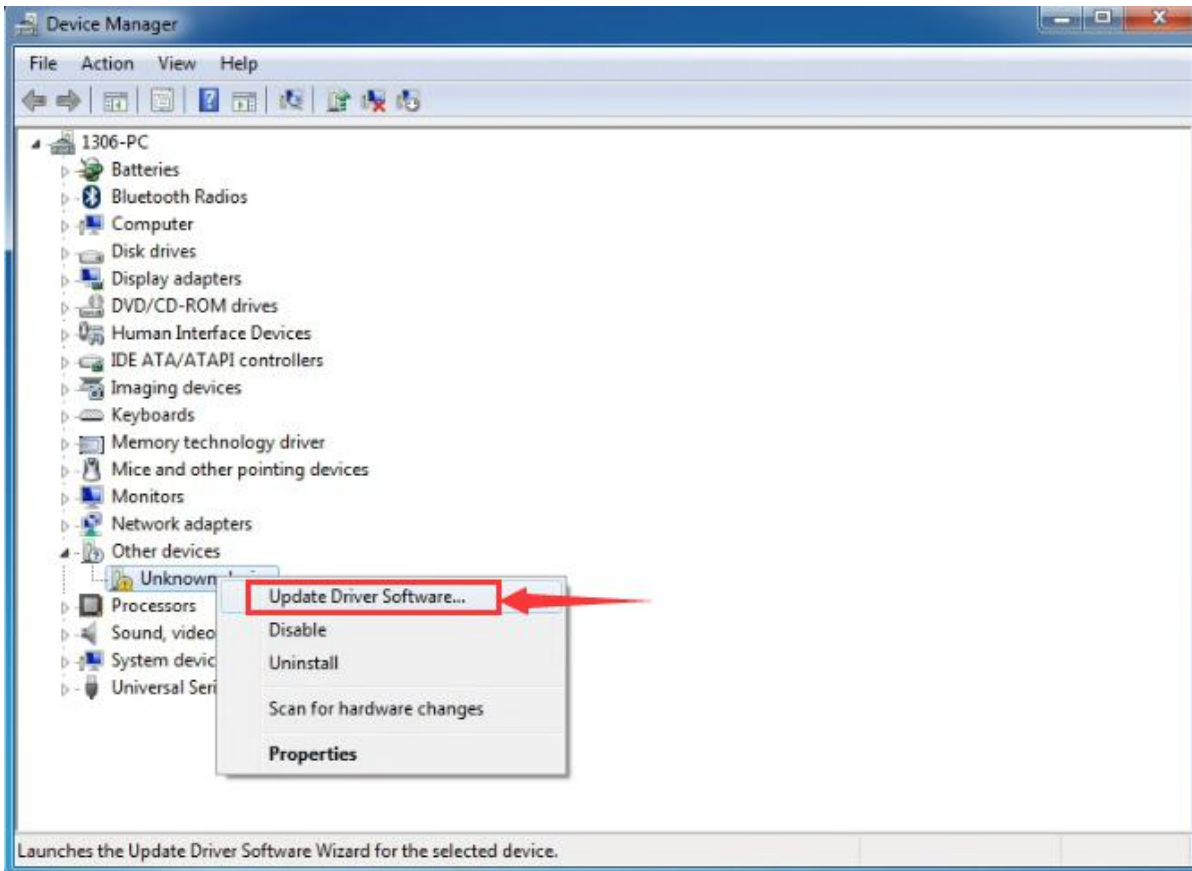 Device Manager
File Action View Help
1306-PC
Batteries
Bluetooth Radios
Computer
Disk drives
Display adapters
DVD/CD-ROM drives
Human Interface Devices
IDE ATA/ATAPI controllers
Imaging devices
Keyboards
Memory technology driver
Mice and other pointing devices
Monitors
Network adapters
Other devices
Unknown
Update Driver Software...
Processors
Sound, video
Disable
System devic
Uninstall
Universal Seri
Scan for hardware changes
Properties
Launches the Update Driver Software Wizard for the selected device.